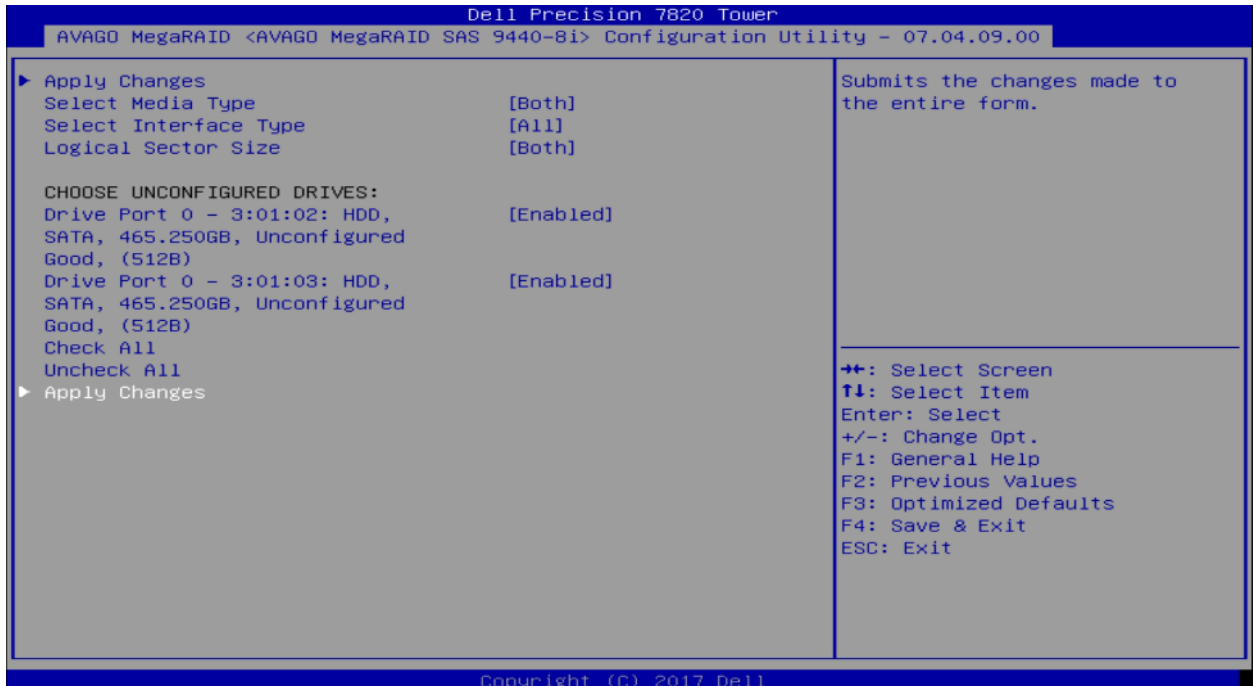 Dell Precision 7820 Tower
AVAGO MegaRAID <AVAGO MegaRAID SAS 9440-8i> Configuration Utility – 07.04.09.00
Apply Changes
Select Media Type [Both]
Select Interface Type [All]
Logical Sector Size [Both]
CHOOSE UNCONFIGURED DRIVES:
Drive Port 0 – 3:01:02: HDD, [Enabled]
SATA, 465.250GB, Unconfigured
Good, (512B)
Drive Port 0 – 3:01:03: HDD, [Enabled]
SATA, 465.250GB, Unconfigured
Good, (512B)
Check All
Uncheck All
Apply Changes
Submits the changes made to
the entire form.
→←: Select Screen
↑↓: Select Item
Enter: Select
+/-: Change Opt.
F1: General Help
F2: Previous Values
F3: Optimized Defaults
F4: Save & Exit
ESC: Exit
Copyright (C) 2017 Dell